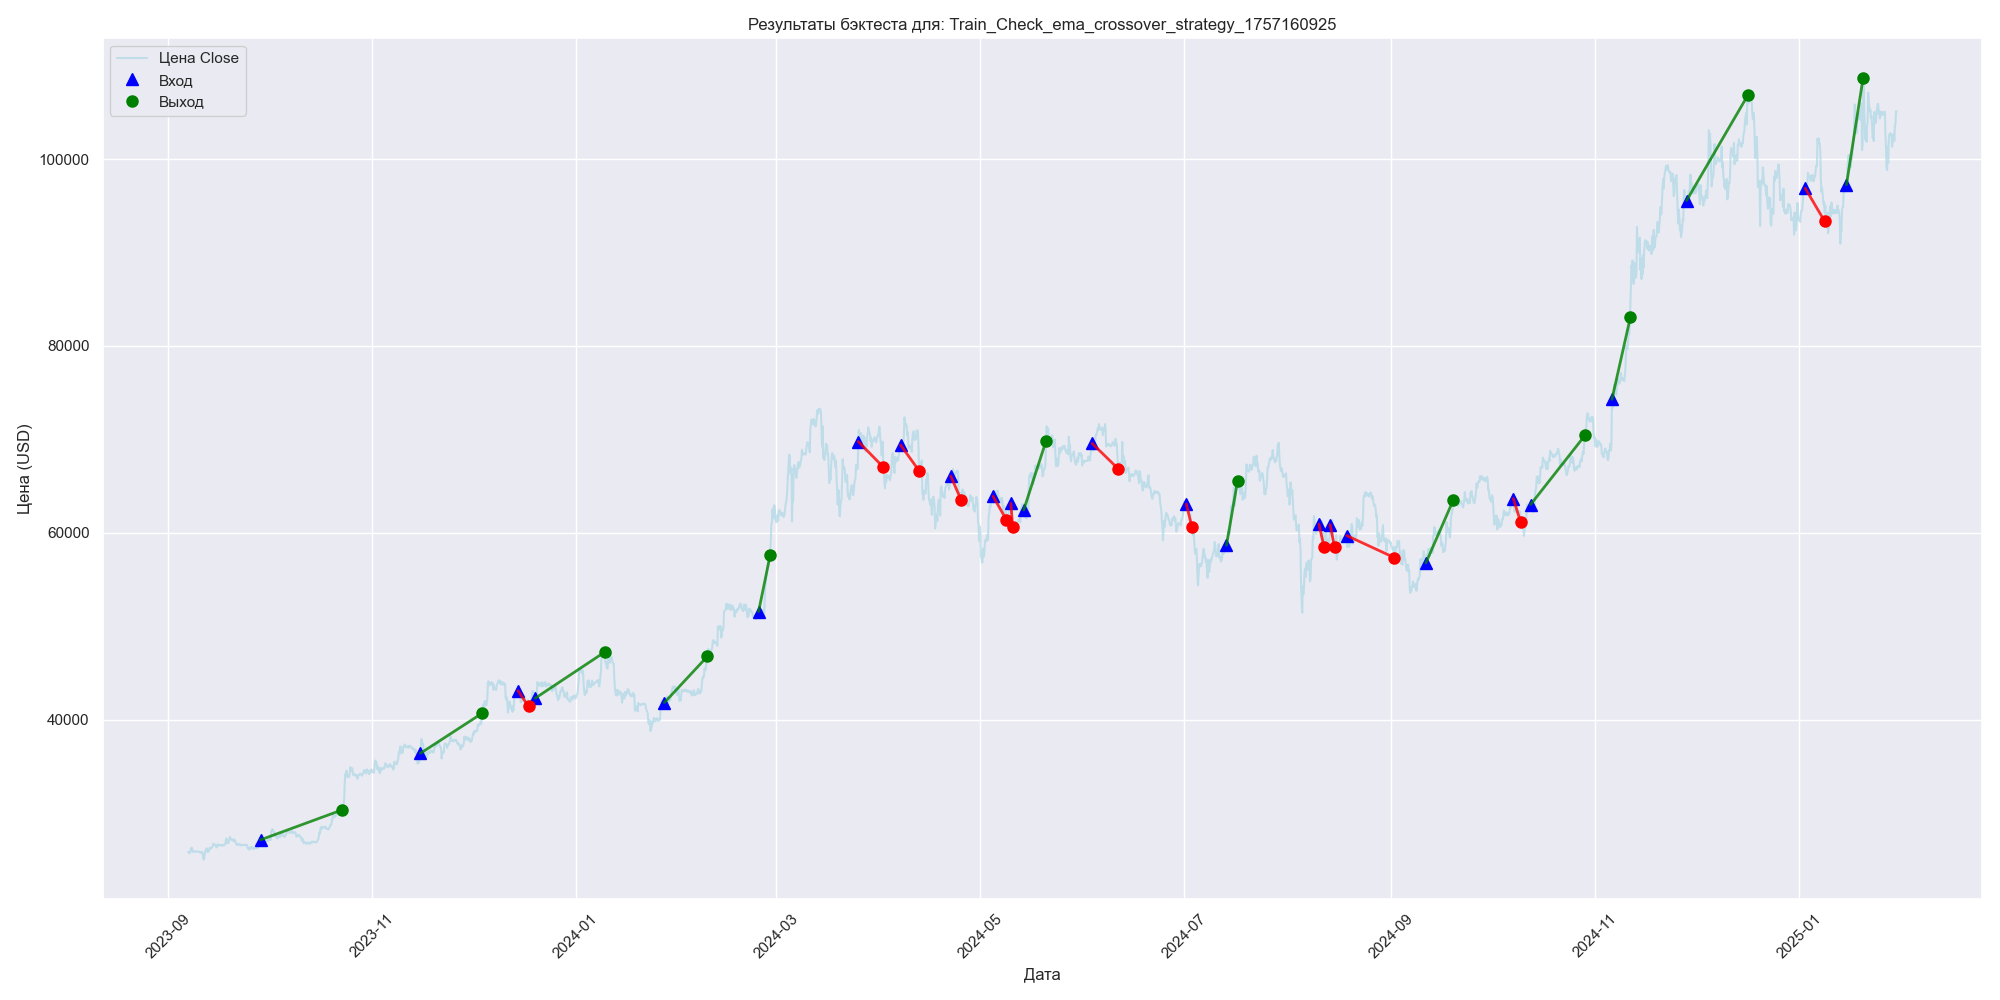 Результаты бэктеста для: Train_Check_ema_crossover_strategy_1757160925
Цена Close
Вход
Выход
100000
80000
60000
40000
Цена (USD)
2023-09
2023-11
2024-01
2024-03
2024-05
2024-07
2024-09
2024-11
2025-01
Дата